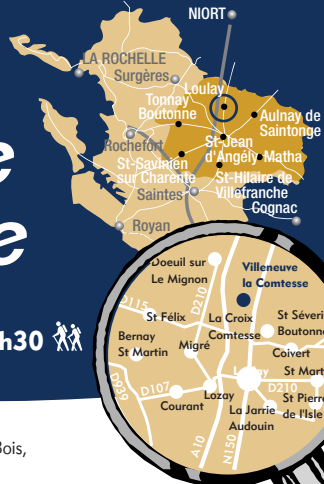 NIORT
LA ROCHELLE
Surgères
Loulay
Tonnay
Boutonne
Aulnay de
Saintonge
Rochefort
St-Jean
d'Angély
Matha
St-Savinien
sur Charente
St-Hilaire de
Villefranche
Saintes
Cognac
Royan
h30
Doeuil sur
Le Mignon
Villeneuve
la Comtesse
D115
D210
St Félix
La Croix
Comtesse
St Séveri
Boutonne
Bernay
St Martin
Migré
Coivert
St Mart
D939
D107
Lozay
D210
Courant
La Jarrie
Audouin
St Pierre
de l'Isle
A10
N150
Bois,